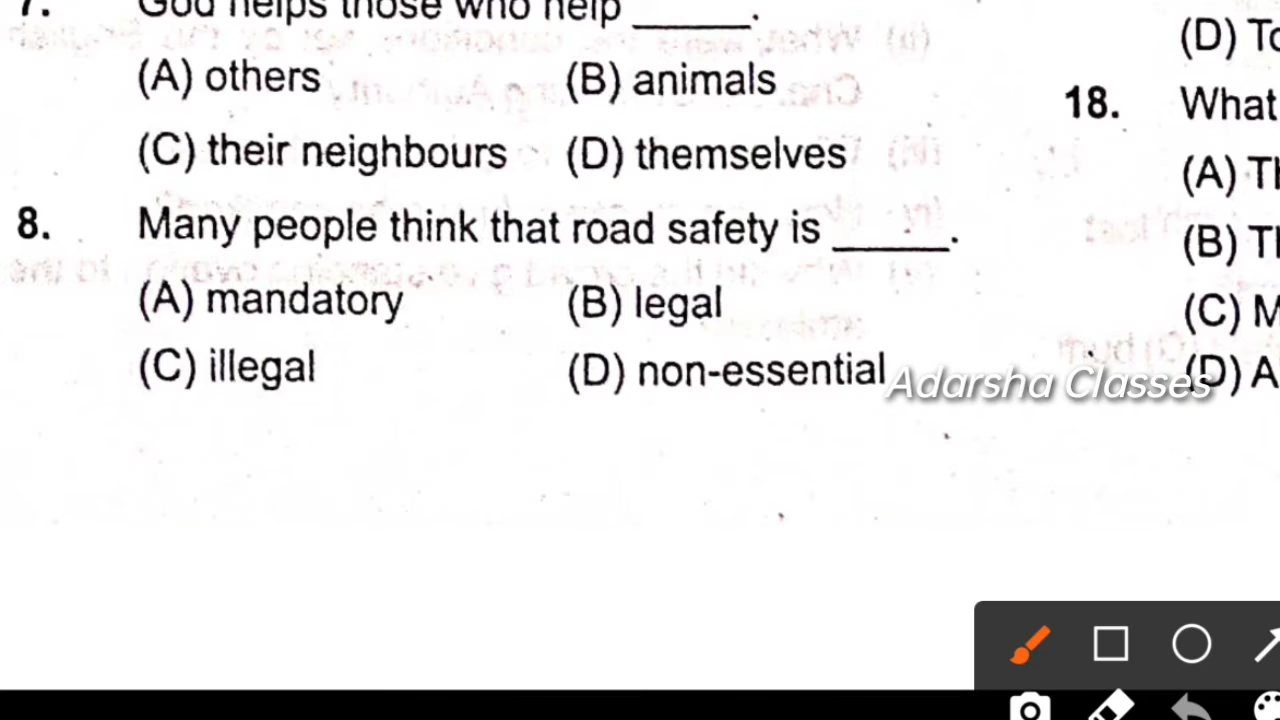 7. God helps those who help ______.
(A) others (B) animals
(C) their neighbours (D) themselves
8. Many people think that road safety is ______.
(A) mandatory (B) legal
(C) illegal (D) non-essential
Adarsha Classes
(D) To
18. What
(A) Th
(B) Th
(C) M
(D) A